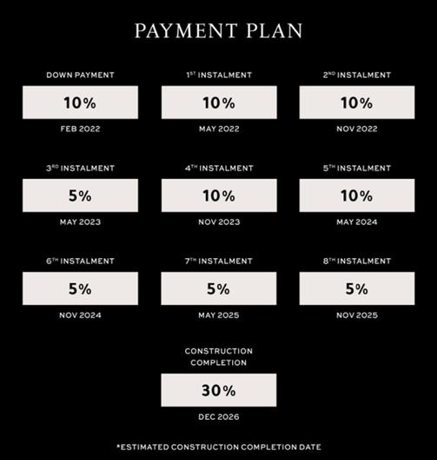 PAYMENT PLAN
DOWN PAYMENT
10%
FEB 2022
1ST INSTALMENT
10%
MAY 2022
2ND INSTALMENT
10%
NOV 2022
3RD INSTALMENT
5%
MAY 2023
4TH INSTALMENT
10%
NOV 2023
5TH INSTALMENT
10%
MAY 2024
6TH INSTALMENT
5%
NOV 2024
7TH INSTALMENT
5%
MAY 2025
8TH INSTALMENT
5%
NOV 2025
CONSTRUCTION
COMPLETION
30%
DEC 2026
*ESTIMATED CONSTRUCTION COMPLETION DATE